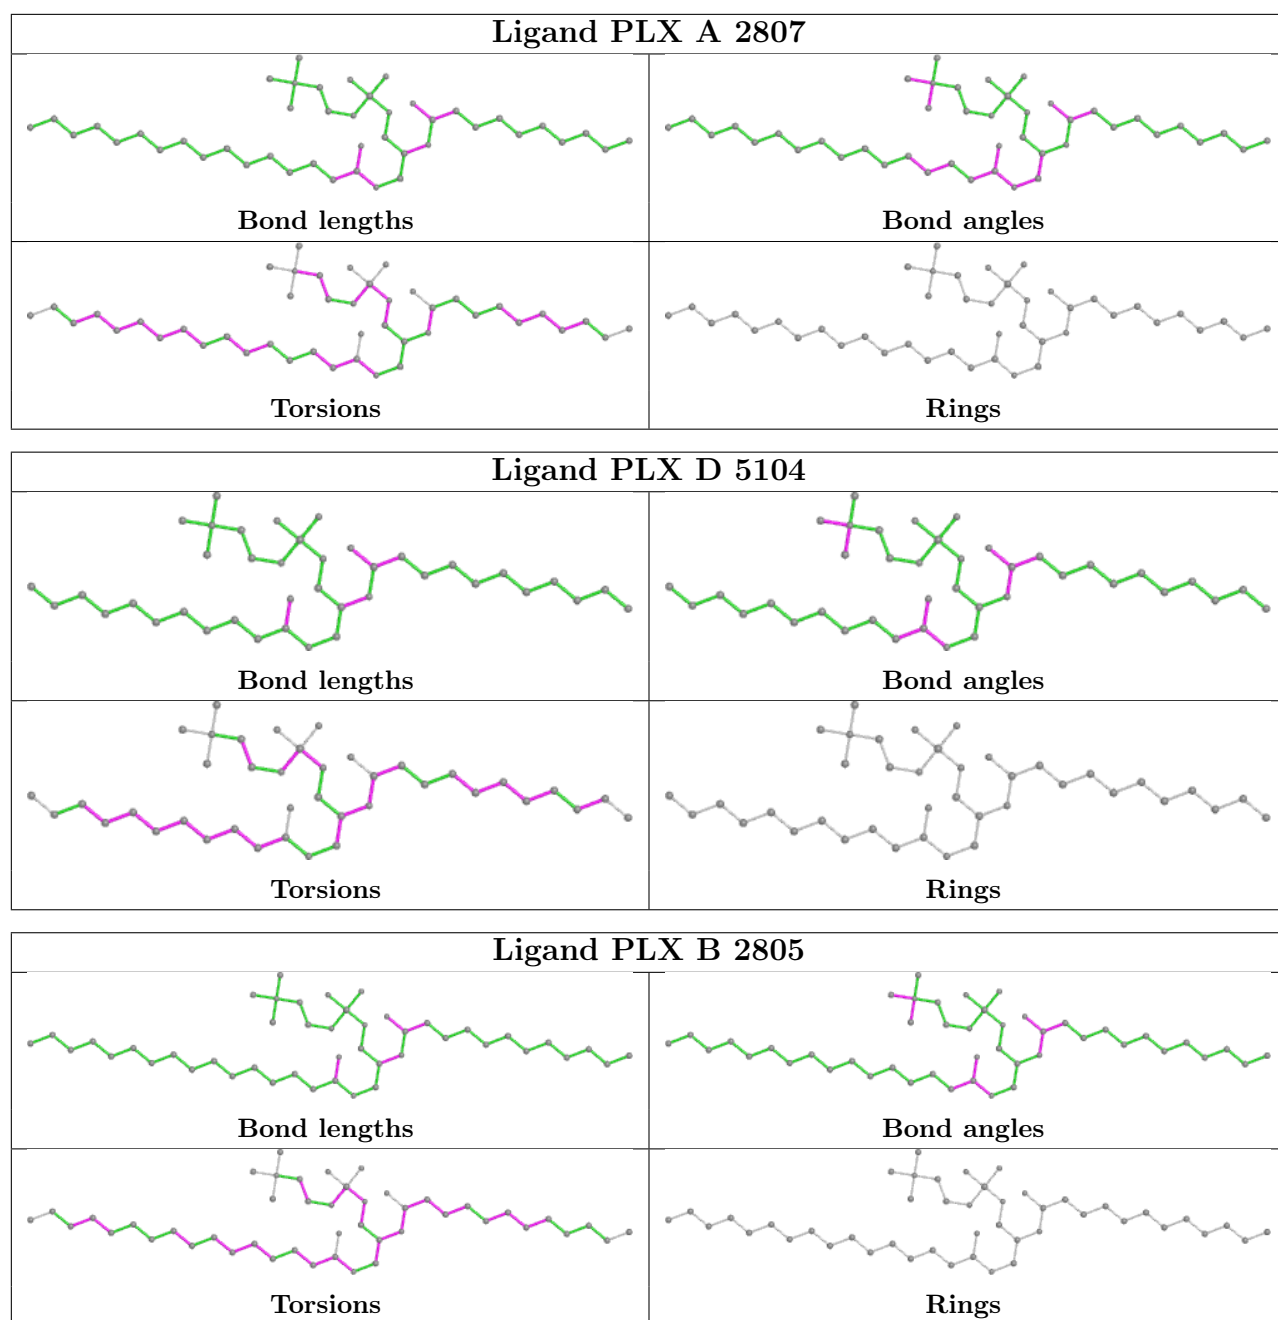 Ligand PLX A 2807
Bond lengths
Bond angles
Torsions
Rings
Ligand PLX D 5104
Bond lengths
Bond angles
Torsions
Rings
Ligand PLX B 2805
Bond lengths
Bond angles
Torsions
Rings